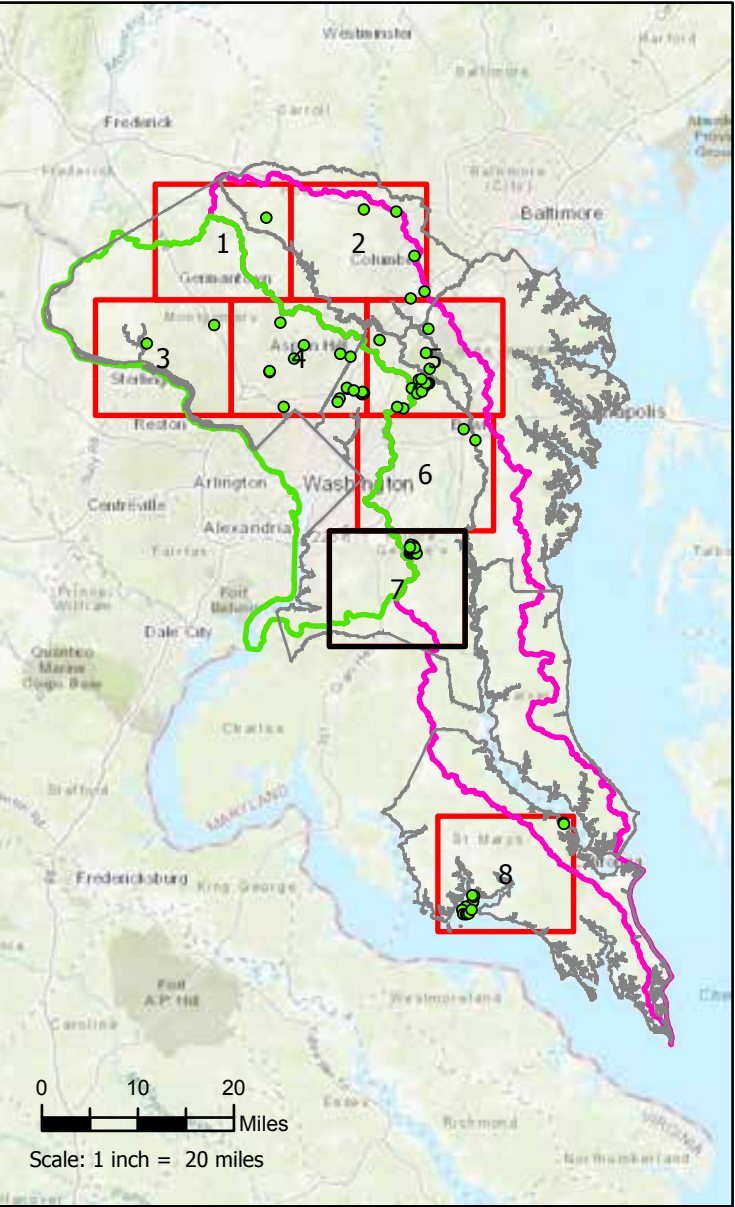 Westminster
Harford
Baltimore
Carroll
Frederick
Frederick
Baltimore
(City)
Baltimore
1
2
Germantown
Montgomery
3
Aspen Hill
4
5
Sterling
Reston
Arlington
Washington
6
Centreville
Alexandria
Fairfax
Prince
William
Fort
7
Dale City
Quantico
Marine
Corps Base
Charles
Stafford
MARYLAND
St Marys
8
Fredericksburg
King George
Fort
A.P. Hill
Westmoreland
Caroline
0 10 20
Miles
Essex
Richmond
VIRGINIA
Scale: 1 inch = 20 miles
Northumberland
Hanover